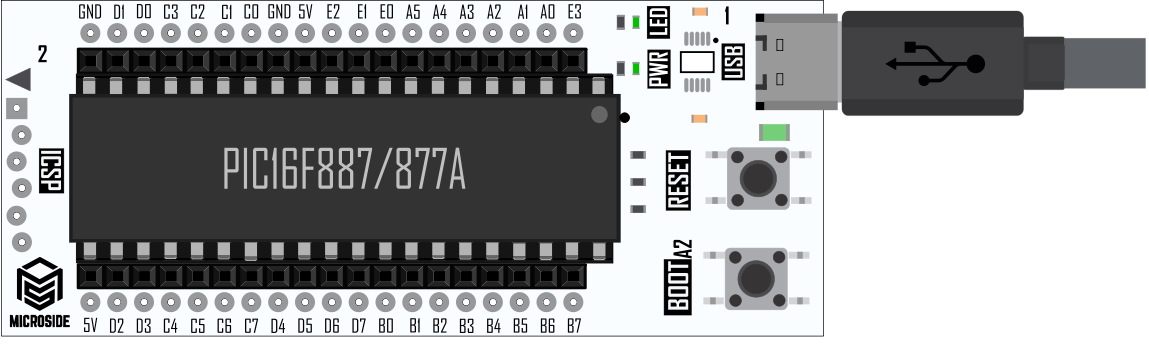 GND D1 D0 C3 C2 C1 C0 GND 5V E2 E1 E0 A5 A4 A3 A2 A1 A0 E3
LED
1
2
PWR
USB
PIC16F887/877A
ICSP
RESET
BOOT A2
MICROSIDE
5V D2 D3 C4 C5 C6 C7 D4 D5 D6 D7 B0 B1 B2 B3 B4 B5 B6 B7